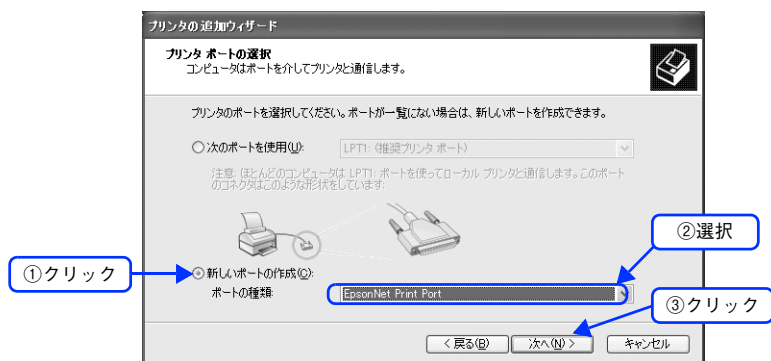 プリンタの追加ウィザード
プリンタ ポートの選択
コンピュータはポートを介してプリンタと通信します。
プリンタのポートを選択してください。ポートが一覧にない場合は、新しいポートを作成できます。
次のポートを使用(U):
LPT1: (推奨プリンタ ポート)
注意: ほとんどのコンピュータは LPT1: ポートを使ってローカル プリンタと通信します。このポート
のコネクタはこのような形状をしています:
②選択
①クリック
新しいポートの作成(C):
ポートの種類:
EpsonNet Print Port
③クリック
< 戻る(B)
次へ(N) >
キャンセル